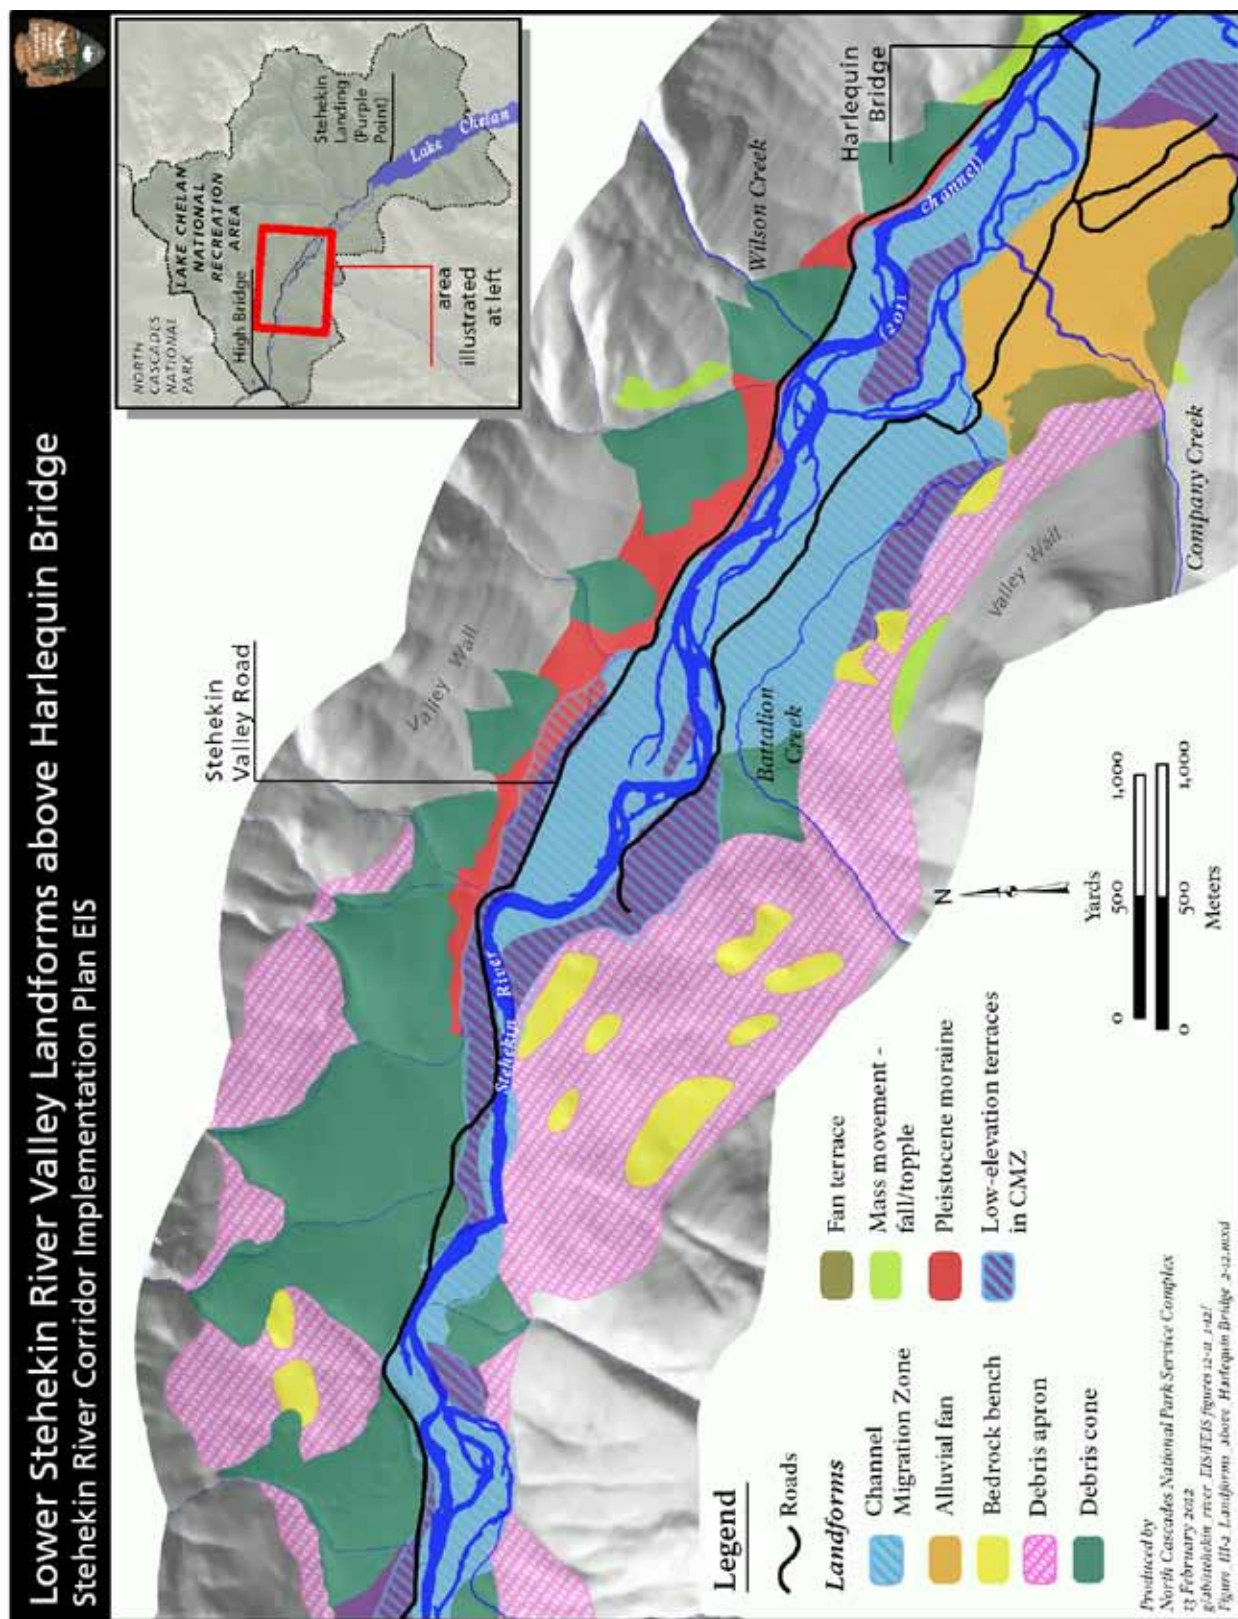 Lower Stehekin River Valley Landforms above Harlequin Bridge
Stehekin River Corridor Implementation Plan EIS
NORTH
CASCADES
NATIONAL
PARK
LAKE CHELAN
NATIONAL
RECREATION
AREA
High Bridge
Stehekin
Landing
(Purple
Point)
Lake Chelan
area
illustrated
at left
Stehekin
Valley Road
Valley Wall
Wilson Creek
Harlequin
Bridge
Stehekin River
(2011 channel)
Battalion
Creek
Valley Wall
Company Creek
N
Yards
0 500 1,000
0 500 1,000
Meters
Legend
Roads
Landforms
Channel
Migration Zone
Alluvial fan
Bedrock bench
Debris apron
Debris cone
Fan terrace
Mass movement -
fall/topple
Pleistocene moraine
Low-elevation terraces
in CMZ
Produced by
North Cascades National Park Service Complex
13 February 2012
Figure_III-2_Landforms_above_Harlequin Bridge_2-12.mxd